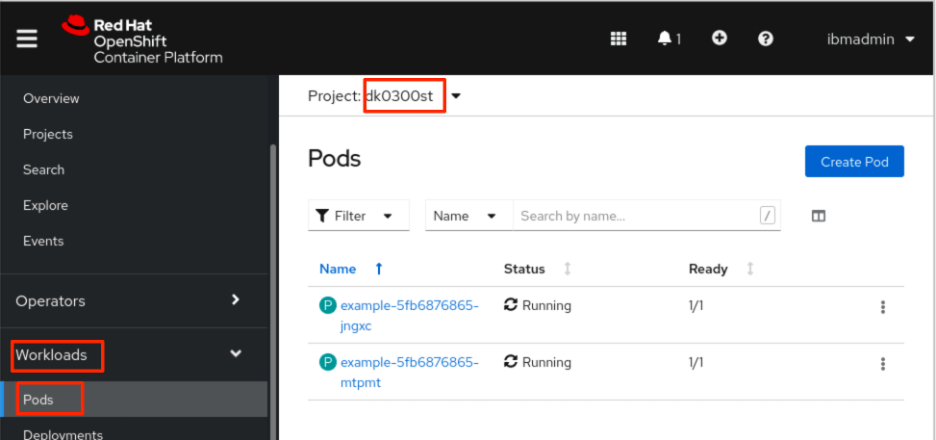 Red Hat
OpenShift
Container Platform
1
ibmadmin
Overview
Projects
Search
Explore
Events
Operators
Workloads
Pods
Deployments
Project: dk0300st
Pods
Create Pod
Filter
Name
Search by name...
/
Name Status Ready
P example-5fb6876865-
jngxc
Running
1/1
P example-5fb6876865-
mtpmt
Running
1/1